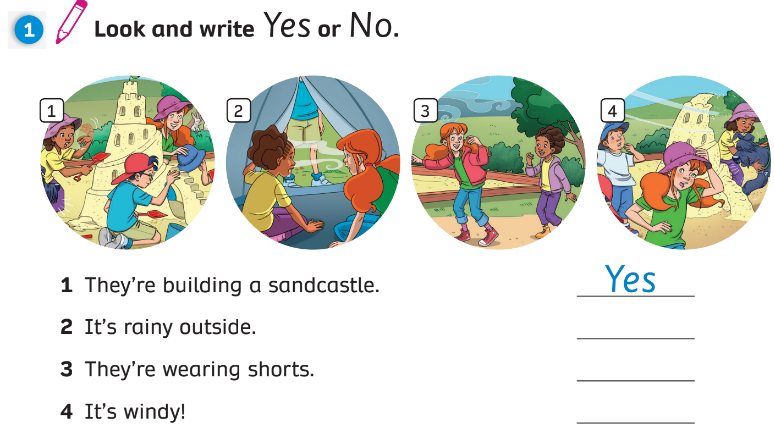 1 Look and write Yes or No.
1 2 3 4
1 They're building a sandcastle. Yes
2 It's rainy outside.
3 They're wearing shorts.
4 It's windy!